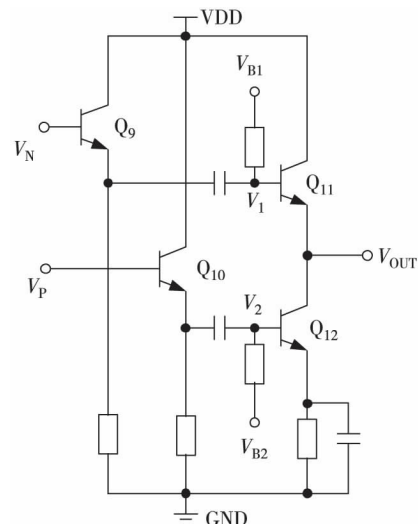 VDD
V_B1
Q_9
V_N
Q_11
V_1
V_OUT
Q_10
V_P
V_2
Q_12
V_B2
GND